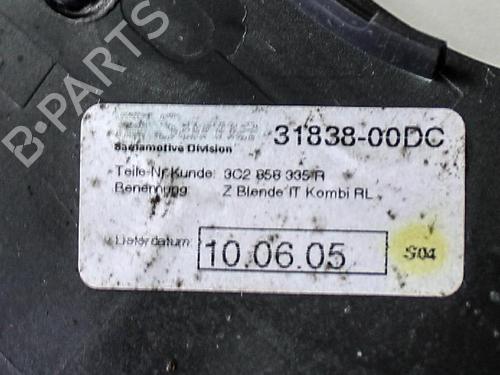 B-PARTS
31838-00DC
Division
Teile-Nr.Kunde: 3C2 858 335 R
Benennung: Z Blende IT Kombi RL
Lieferdatum:
10.06.05
S04